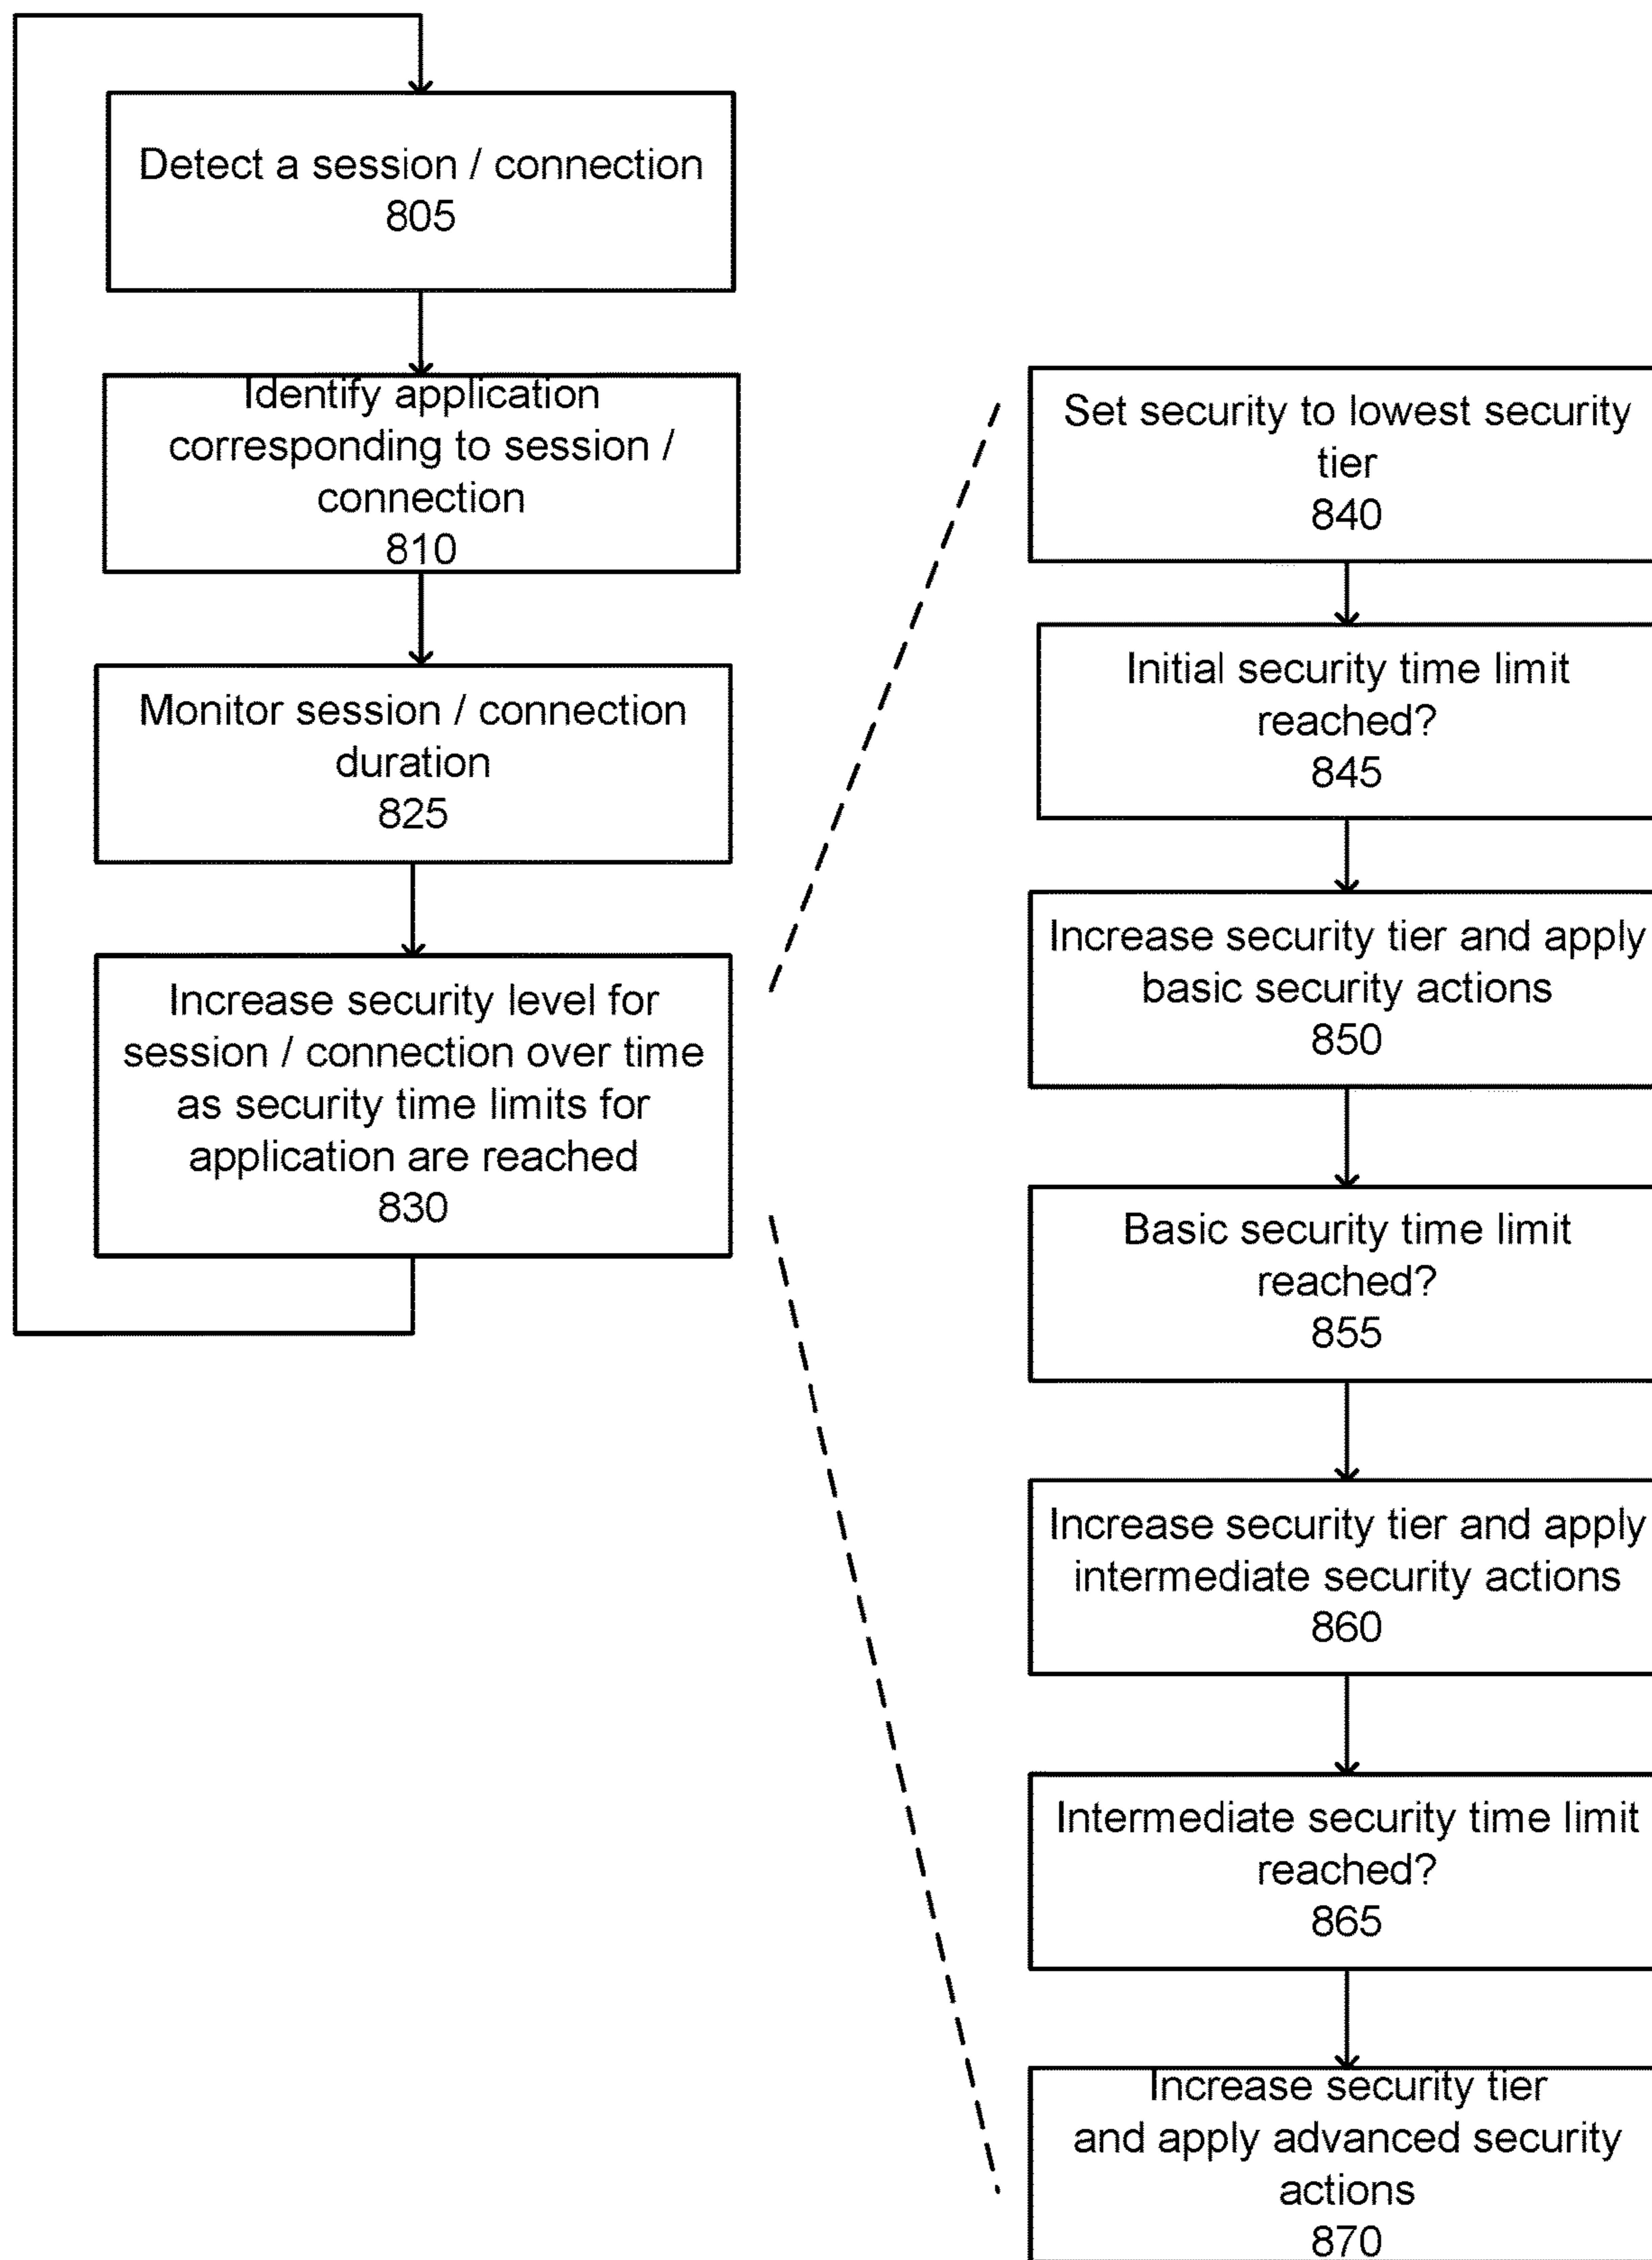 Detect a session / connection
805
Identify application
corresponding to session /
connection
810
Monitor session / connection
duration
825
Increase security level for
session / connection over time
as security time limits for
application are reached
830
Set security to lowest security
tier
840
Initial security time limit
reached?
845
Increase security tier and apply
basic security actions
850
Basic security time limit
reached?
855
Increase security tier and apply
intermediate security actions
860
Intermediate security time limit
reached?
865
Increase security tier
and apply advanced security
actions
870